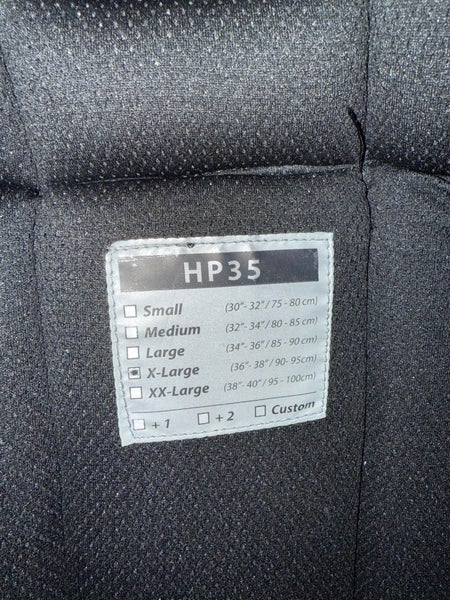 HP35
Small (30"- 32"/ 75 - 80 cm)
Medium (32"- 34"/ 80 - 85 cm)
Large (34"- 36"/ 85 - 90 cm)
X-Large (36"- 38"/ 90- 95cm)
XX-Large (38"- 40"/ 95 - 100cm)
+ 1 + 2 Custom